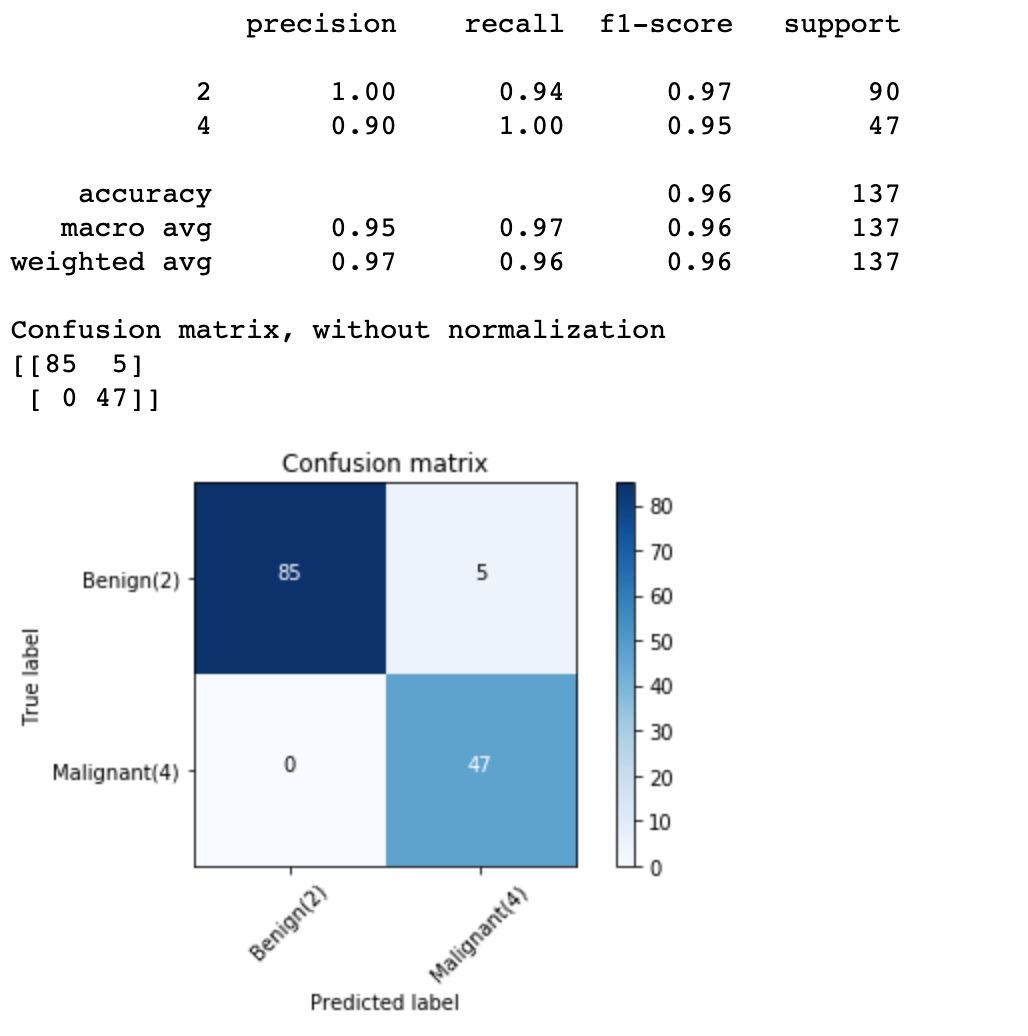 precision recall f1-score support
2 1.00 0.94 0.97 90
4 0.90 1.00 0.95 47
accuracy 0.96 137
macro avg 0.95 0.97 0.96 137
weighted avg 0.97 0.96 0.96 137
Confusion matrix, without normalization
[[85  5]
 [ 0 47]]
Confusion matrix
80
70
60
50
40
30
20
10
0
True label
Benign(2)
85 5
Malignant(4)
0 47
Benign(2) Malignant(4)
Predicted label